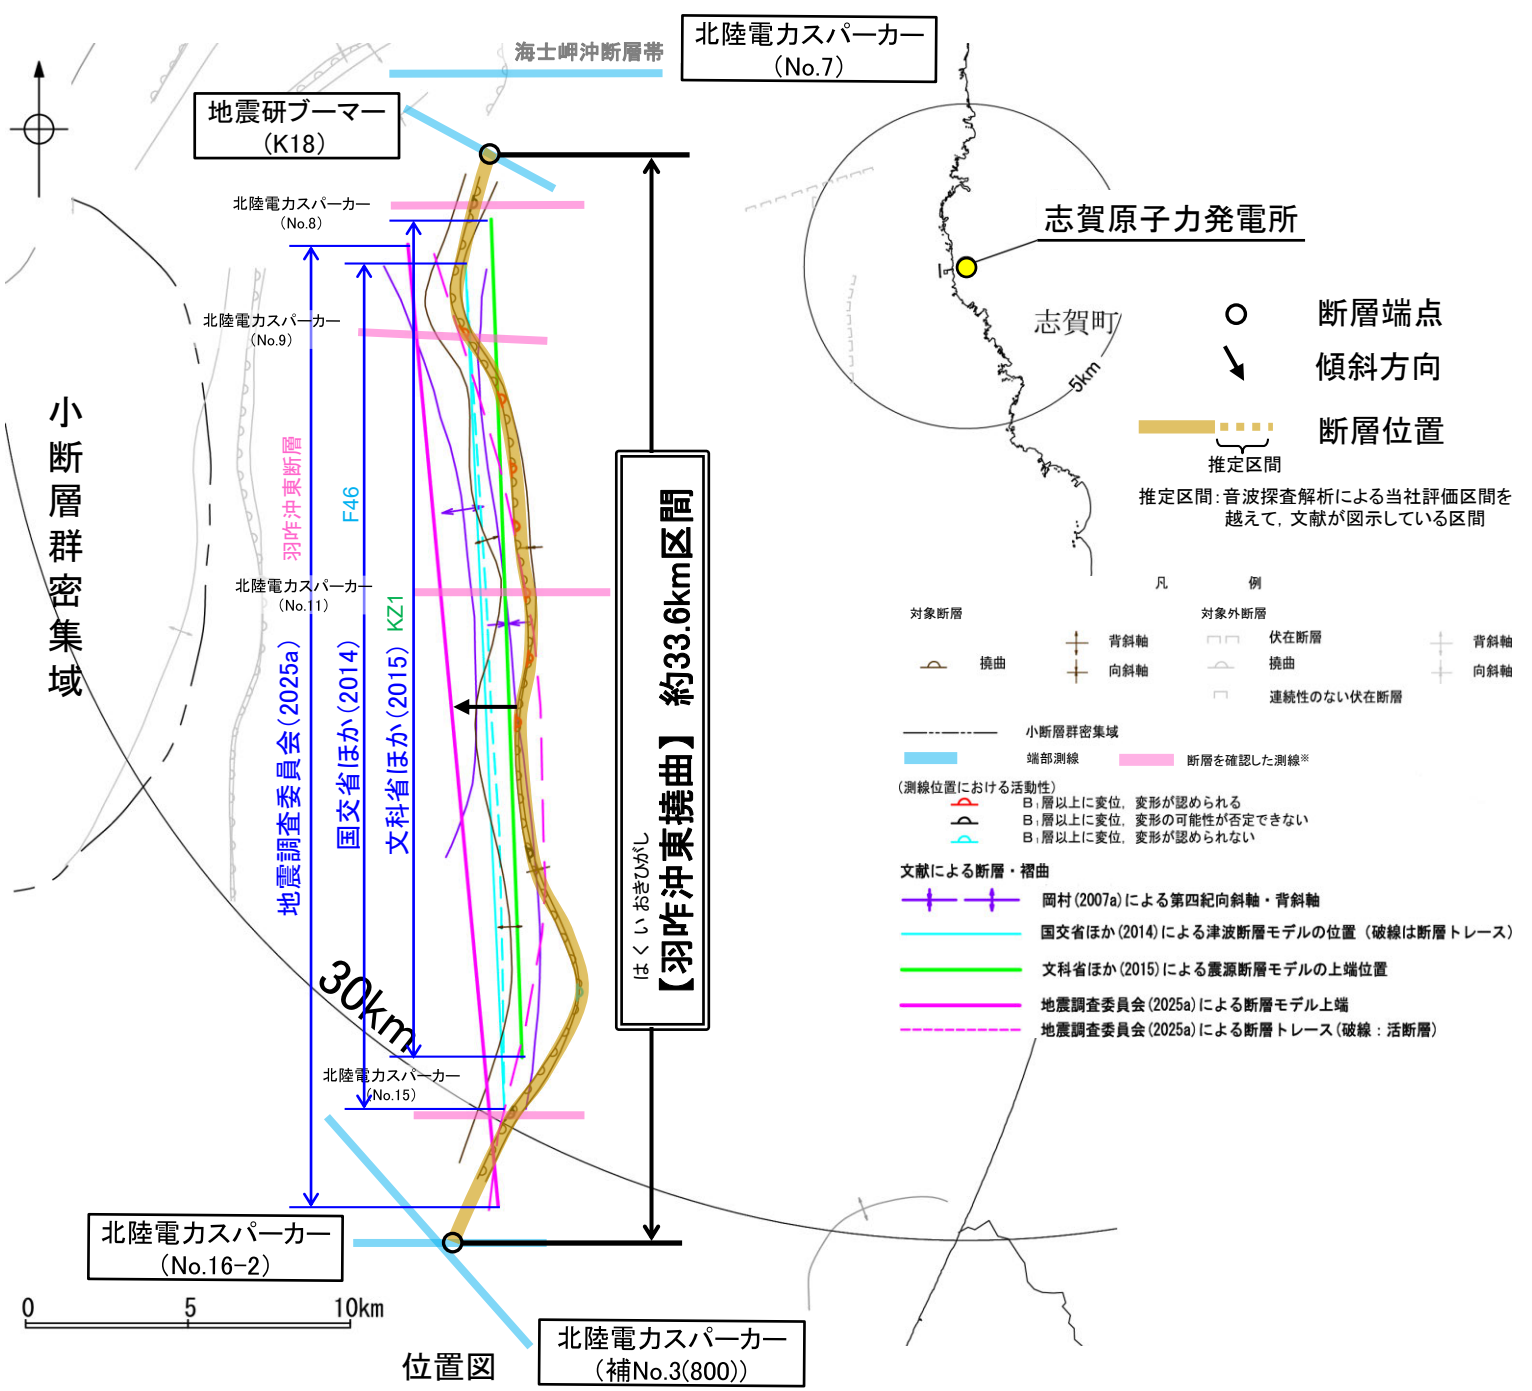 海士岬沖断層帯
北陸電力スパーカー
(No.7)
地震研ブーマー
(K18)
北陸電力スパーカー
(No.8)
北陸電力スパーカー
(No.9)
小断層群密集域
羽咋沖東断層
F46
北陸電力スパーカー
(No.11)
KZ1
地震調査委員会(2025a)
国交省ほか(2014)
文科省ほか(2015)
はくいおきひがし
【羽咋沖東撓曲】 約33.6km区間
30km
北陸電力スパーカー
(No.15)
北陸電力スパーカー
(No.16-2)
北陸電力スパーカー
(補No.3(800))
0 5 10km
位置図
志賀原子力発電所
志賀町
5km
断層端点
傾斜方向
断層位置
推定区間
推定区間：音波探査解析による当社評価区間を
越えて，文献が図示している区間
凡 例
対象断層
対象外断層
撓曲
背斜軸
向斜軸
伏在断層
撓曲
連続性のない伏在断層
背斜軸
向斜軸
小断層群密集域
端部測線
断層を確認した測線※
(測線位置における活動性)
B₁層以上に変位，変形が認められる
B₁層以上に変位，変形の可能性が否定できない
B₁層以上に変位，変形が認められない
文献による断層・褶曲
岡村(2007a)による第四紀向斜軸・背斜軸
国交省ほか(2014)による津波断層モデルの位置（破線は断層トレース）
文科省ほか(2015)による震源断層モデルの上端位置
地震調査委員会(2025a)による断層モデル上端
地震調査委員会(2025a)による断層トレース(破線：活断層)